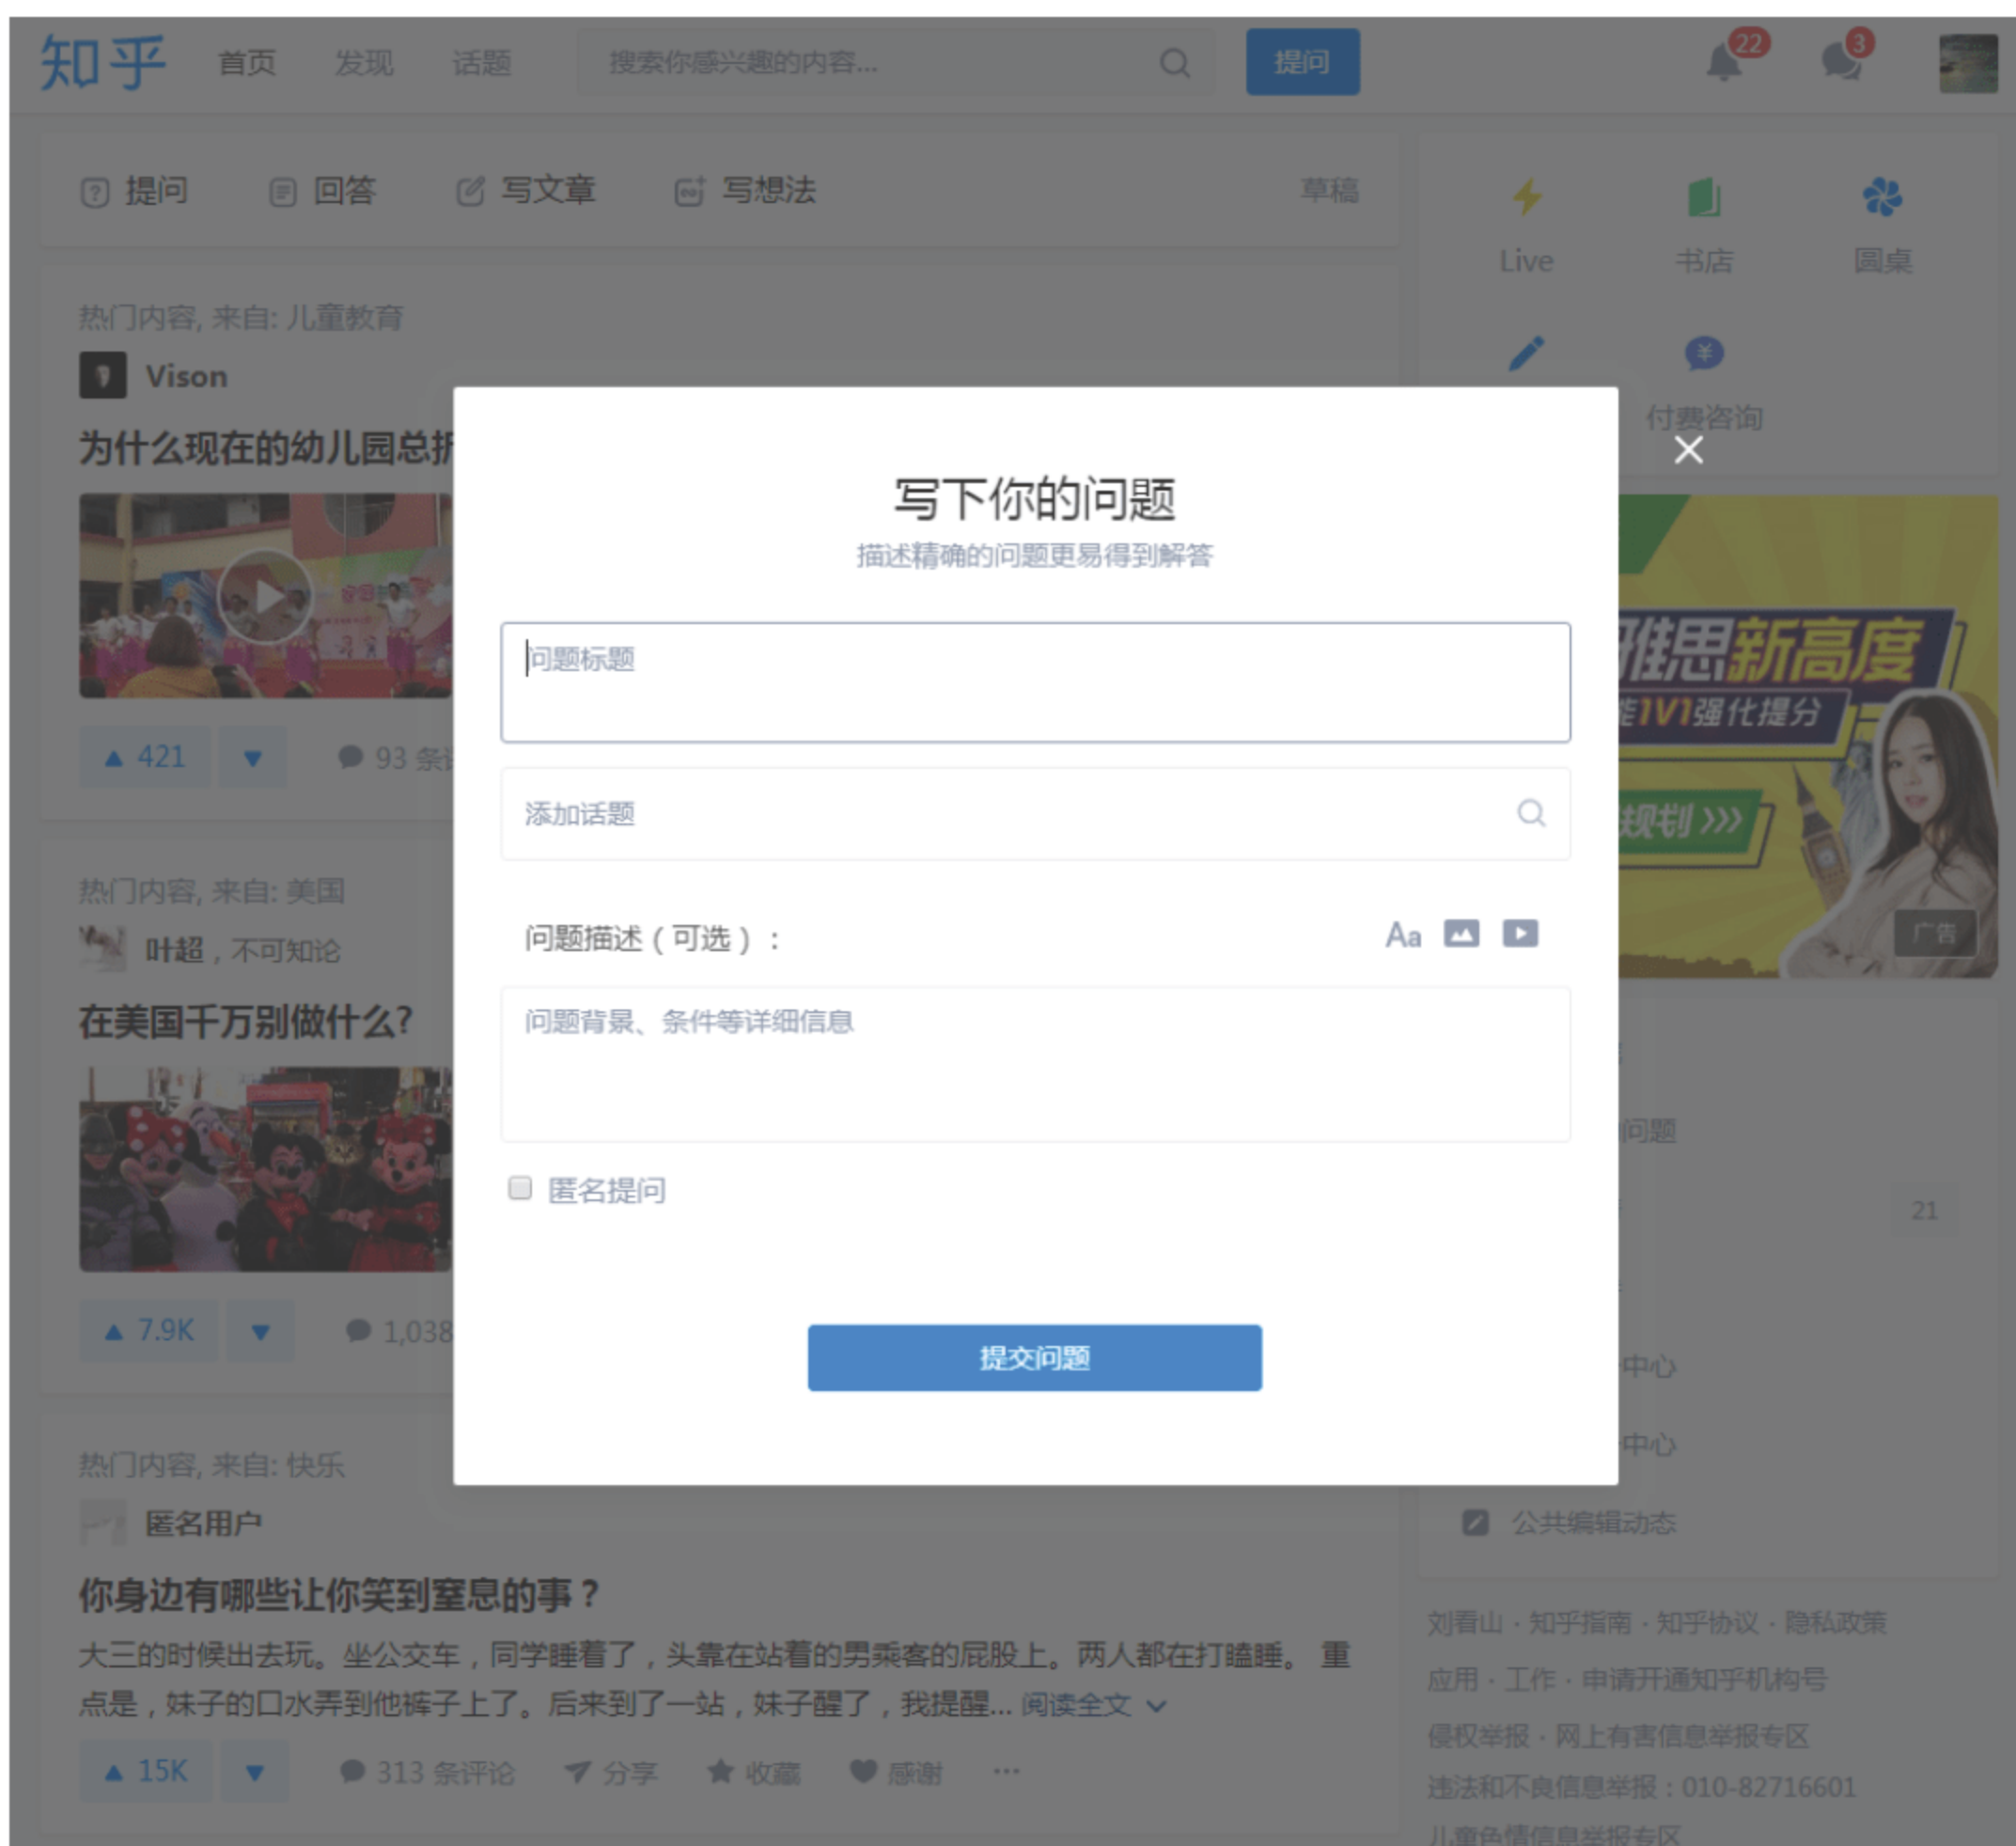 知乎 首页 发现 话题 搜索你感兴趣的内容... 提问 22 3
提问 回答 写文章 写想法 草稿
Live 书店 圆桌
付费咨询
热门内容, 来自: 儿童教育
Vison
为什么现在的幼儿园总折
421 93 条评
热门内容, 来自: 美国
叶超，不可知论
在美国千万别做什么?
7.9K 1,038
热门内容, 来自: 快乐
匿名用户
你身边有哪些让你笑到窒息的事？
大三的时候出去玩。坐公交车，同学睡着了，头靠在站着的男乘客的屁股上。两人都在打瞌睡。 重
点是，妹子的口水弄到他裤子上了。后来到了一站，妹子醒了，我提醒... 阅读全文
15K 313 条评论 分享 收藏 感谢 ···
写下你的问题
描述精确的问题更易得到解答
问题标题
添加话题
问题描述（可选）： Aa
问题背景、条件等详细信息
匿名提问
提交问题
雅思新高度
能1V1强化提分
规划 >>>
广告
问题
21
中心
中心
公共编辑动态
刘看山 · 知乎指南 · 知乎协议 · 隐私政策
应用 · 工作 · 申请开通知乎机构号
侵权举报 · 网上有害信息举报专区
违法和不良信息举报：010-82716601
儿童色情信息举报专区